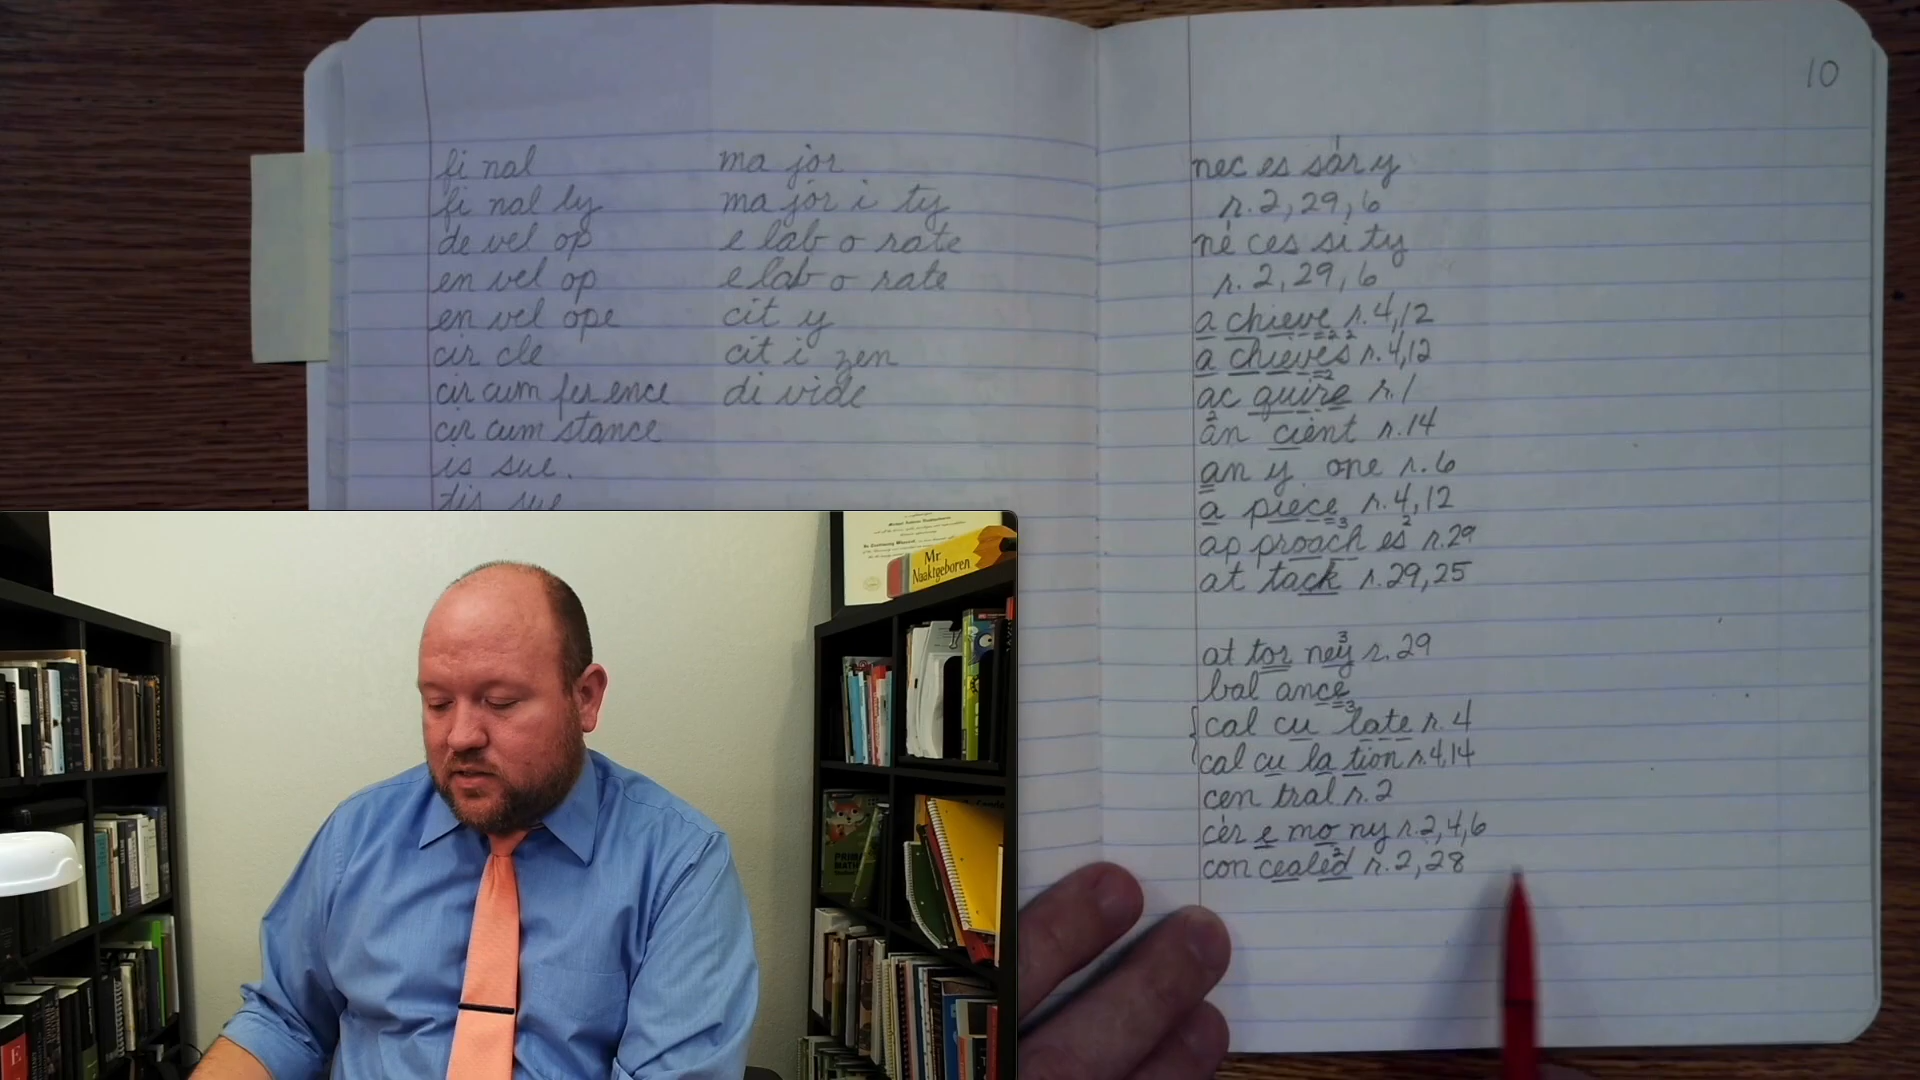 10
fi nal
fi nal ly
de vel op
en vel op
en vel ope
cir cle
cir cum fer ence
cir cum stance
is sue.
tis sue
ma jor
ma jor i ty
e lab o rate
e lab o rate
cit y
cit i zen
di vide
nec es sar y
r. 2, 29, 6
ne ces si ty
r. 2, 29, 6
a chieve r. 4, 12
a chieves r. 4, 12
ac quire r. 1
an cient r. 14
an y one r. 6
a piece r. 4, 12
ap proach es r. 29
at tack r. 29, 25
at tor ney r. 29
bal ance
cal cu late r. 4
cal cu la tion r. 4, 14
cen tral r. 2
cer e mo ny r. 2, 4, 6
con cealed r. 2, 28
Mr
Naaktgeboren